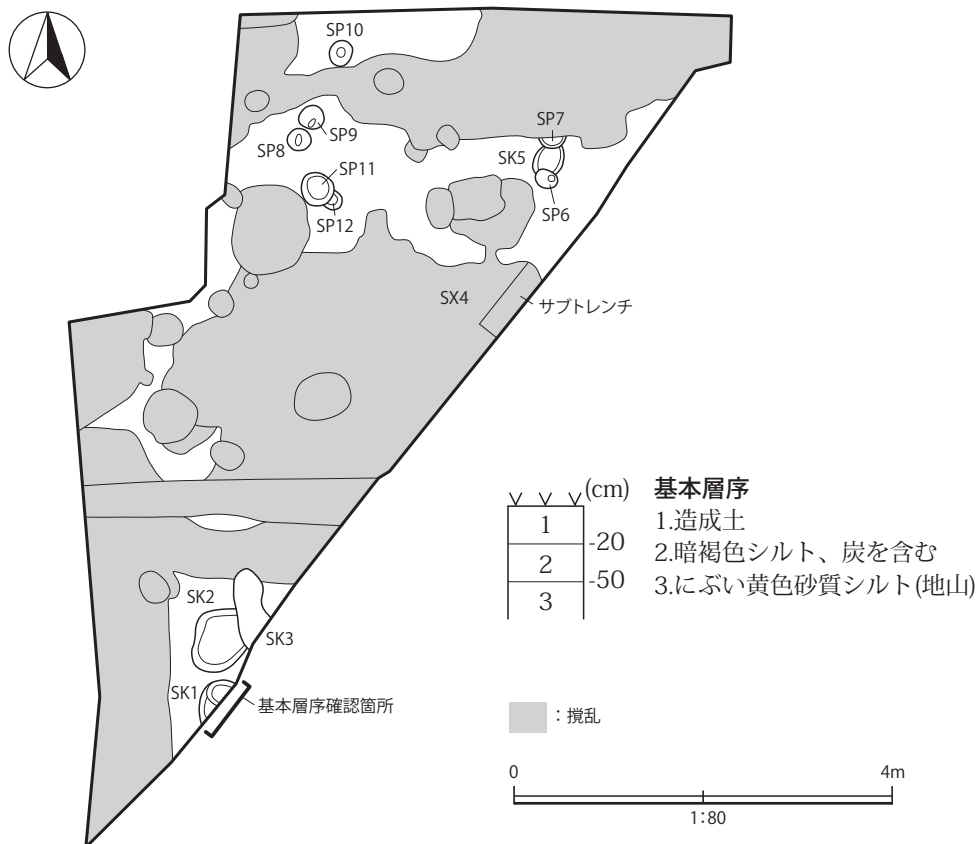 SP10
SP9
SP8
SP7
SK5
SP11
SP6
SP12
SX4
サブトレンチ
(cm)
基本層序
1
1.造成土
-20
2
2.暗褐色シルト、炭を含む
-50
3
3.にぶい黄色砂質シルト(地山)
SK2
SK3
SK1
基本層序確認箇所
：撹乱
0
4m
1:80